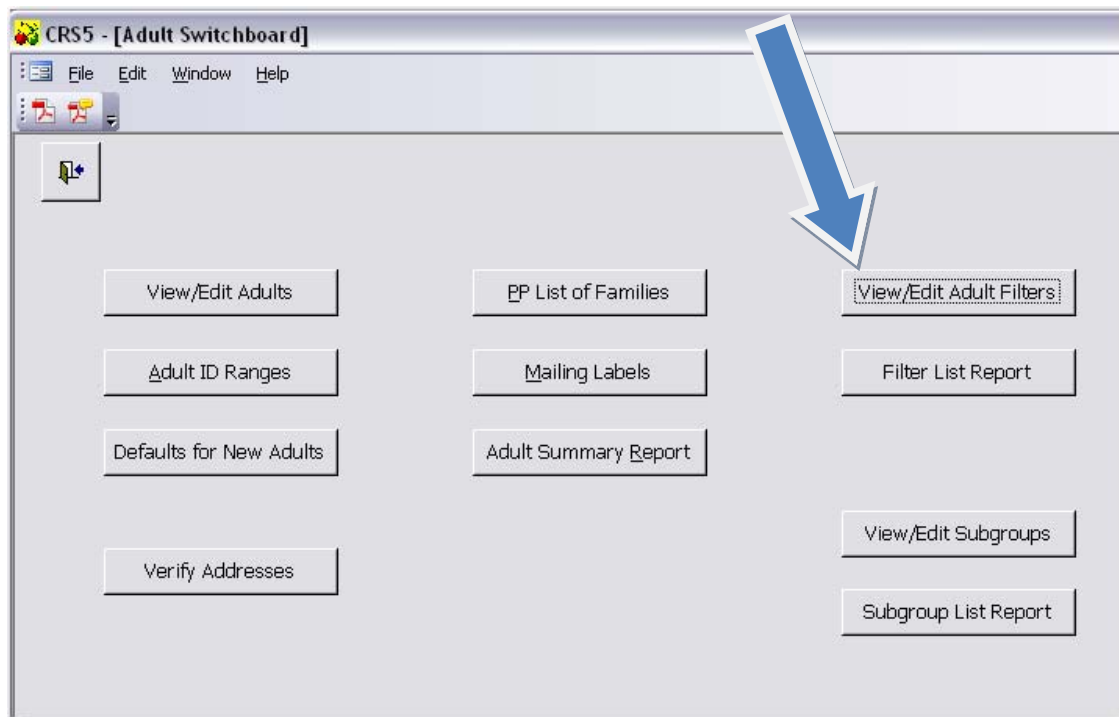 CRS5 - [Adult Switchboard]
File Edit Window Help
View/Edit Adults
PP List of Families
View/Edit Adult Filters
Adult ID Ranges
Mailing Labels
Filter List Report
Defaults for New Adults
Adult Summary Report
View/Edit Subgroups
Verify Addresses
Subgroup List Report